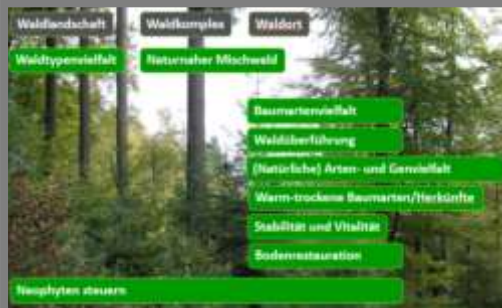 Waldlandschaft Waldkomplex Waldort
Waldtypenvielfalt Naturnaher Mischwald
Baumartenvielfalt
Waldüberführung
(Natürliche) Arten- und Genvielfalt
Warm-trockene Baumarten/Herkünfte
Stabilität und Vitalität
Bodenrestauration
Neophyten steuern